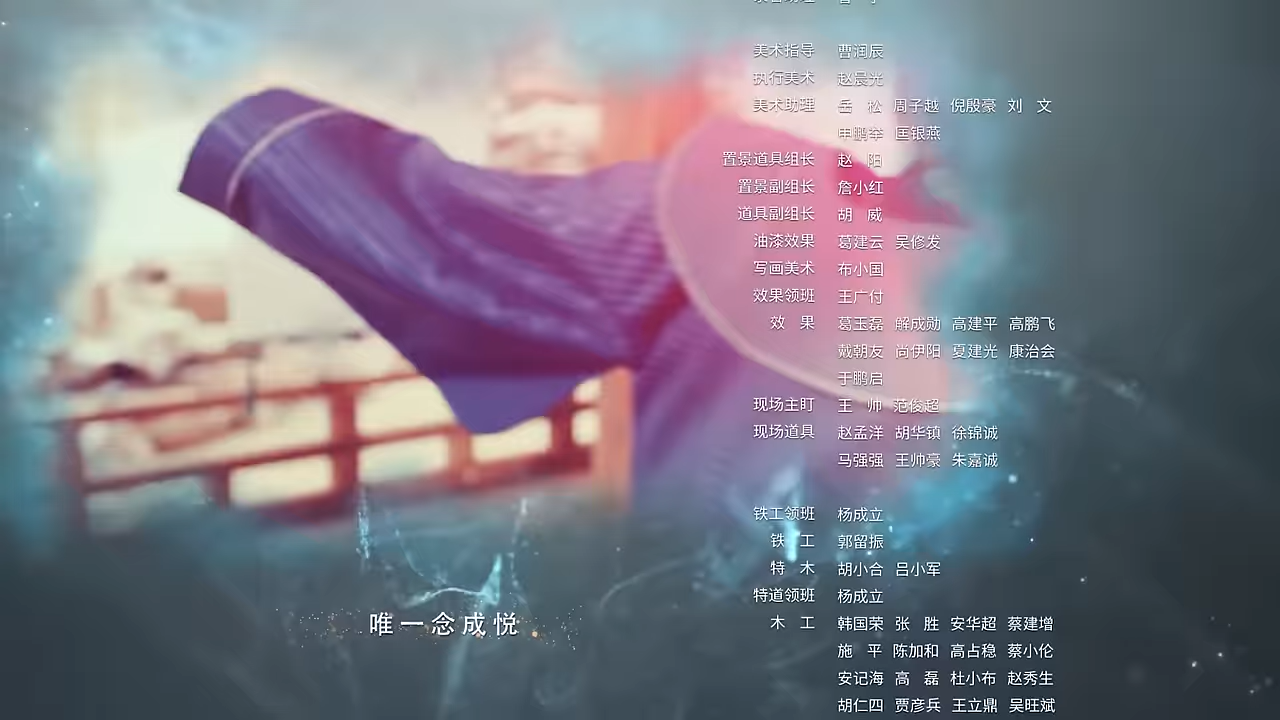 美术指导 曹润辰
执行美术 赵晨光
美术助理 岳 松 周子越 倪殷豪 刘 文
申鹏举 匡银燕
置景道具组长 赵 阳
置景副组长 詹小红
道具副组长 胡 威
油漆效果 葛建云 吴修发
写画美术 布小国
效果领班 王广付
效 果 葛玉磊 解成勋 高建平 高鹏飞
戴朝友 尚伊阳 夏建光 康治会
于鹏启
现场主盯 王 帅 范俊超
现场道具 赵孟洋 胡华镇 徐锦诚
马强强 王帅豪 朱嘉诚
铁工领班 杨成立
铁 工 郭留振
特 木 胡小合 吕小军
特道领班 杨成立
木 工 韩国荣 张 胜 安华超 蔡建增
施 平 陈加和 高占稳 蔡小伦
安记海 高 磊 杜小布 赵秀生
胡仁四 贾彦兵 王立鼎 吴旺斌
唯一念成悦